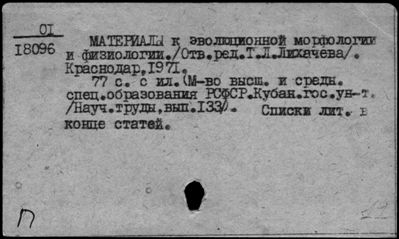 01
18096
МАТЕРИАЛЫ к эволюционной морфологии
и физиологии./Отв.ред.Т.Л.Лихачева/.
Краснодар,1971.
77 с. с ил.(М-во высш. и средн.
спец.образования РСФСР.Кубан.гос.ун-т.
/Науч.труды,вып.133/. Списки лит. в
конце статей.
П